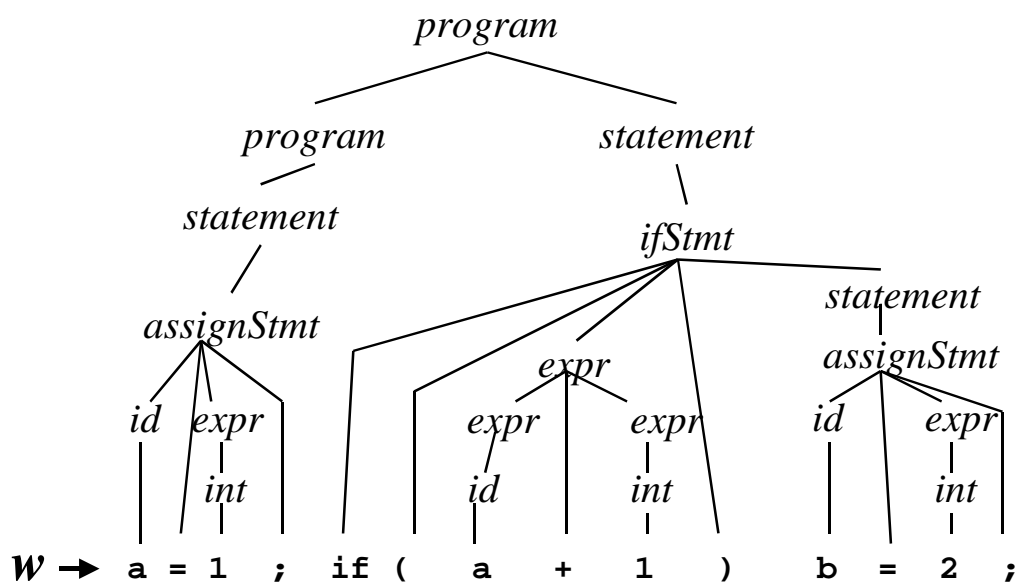 program
program statement
statement
ifStmt
statement
assignStmt
assignStmt
expr
id expr expr expr id expr
int id int int
w → a = 1 ; if ( a + 1 ) b = 2 ;